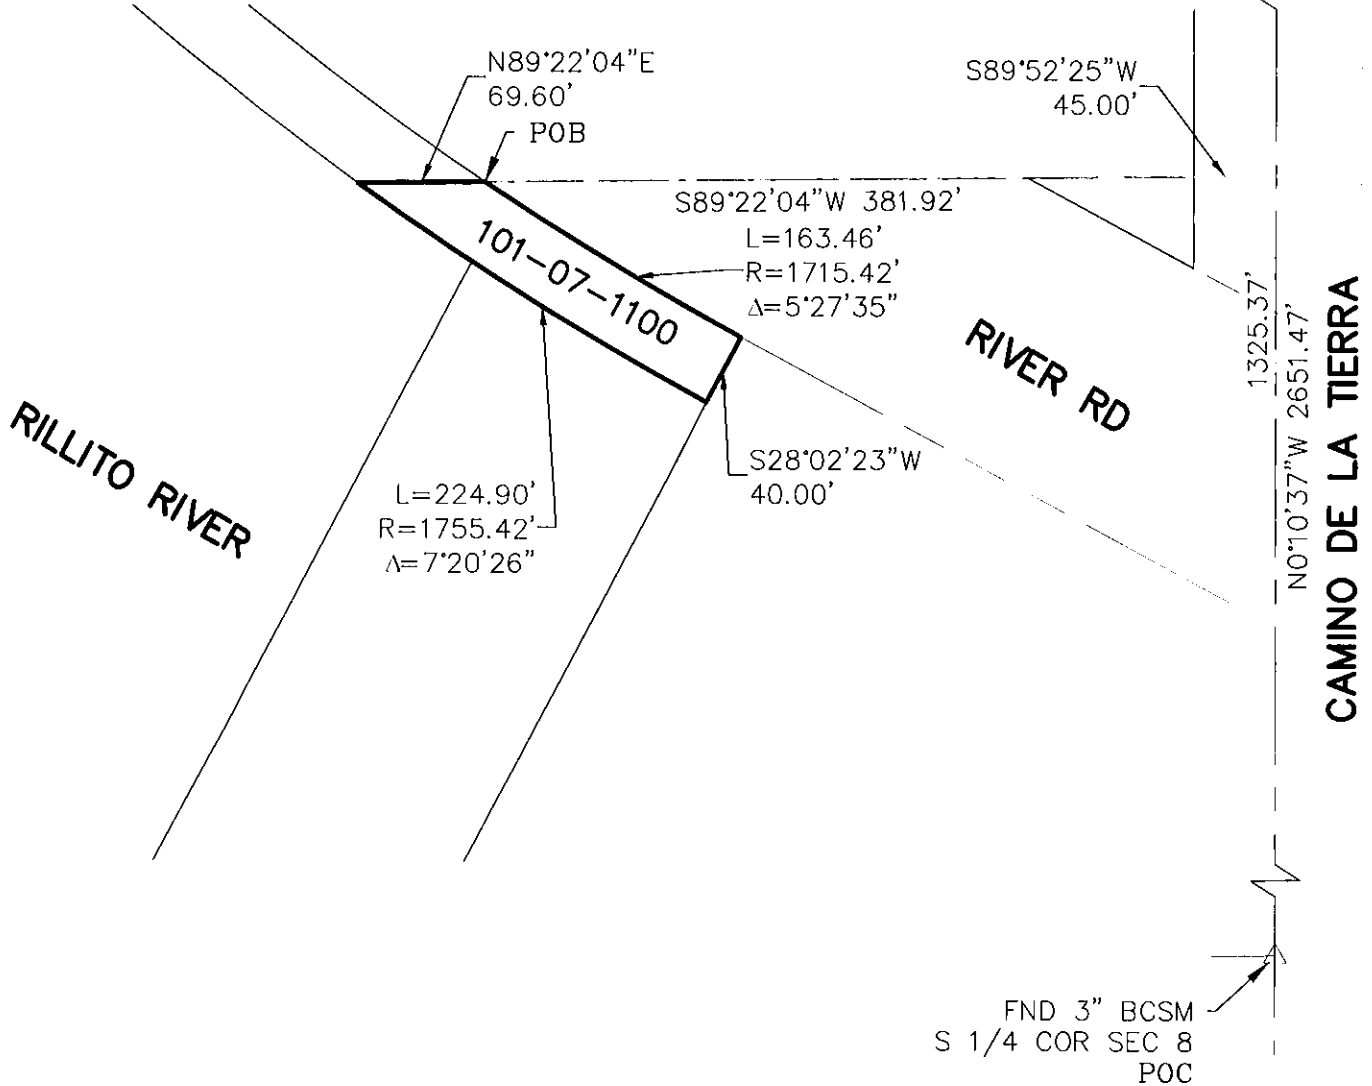 N89°22'04"E
69.60'
POB
S89°52'25"W
45.00'
S89°22'04"W 381.92'
L=163.46'
R=1715.42'
Δ=5°27'35"
101-07-1100
RIVER RD
1325.37'
N0°10'37"W 2651.47'
CAMINO DE LA TIERRA
RILLITO RIVER
S28°02'23"W
40.00'
L=224.90'
R=1755.42'
Δ=7°20'26"
FND 3" BCSM
S 1/4 COR SEC 8
POC